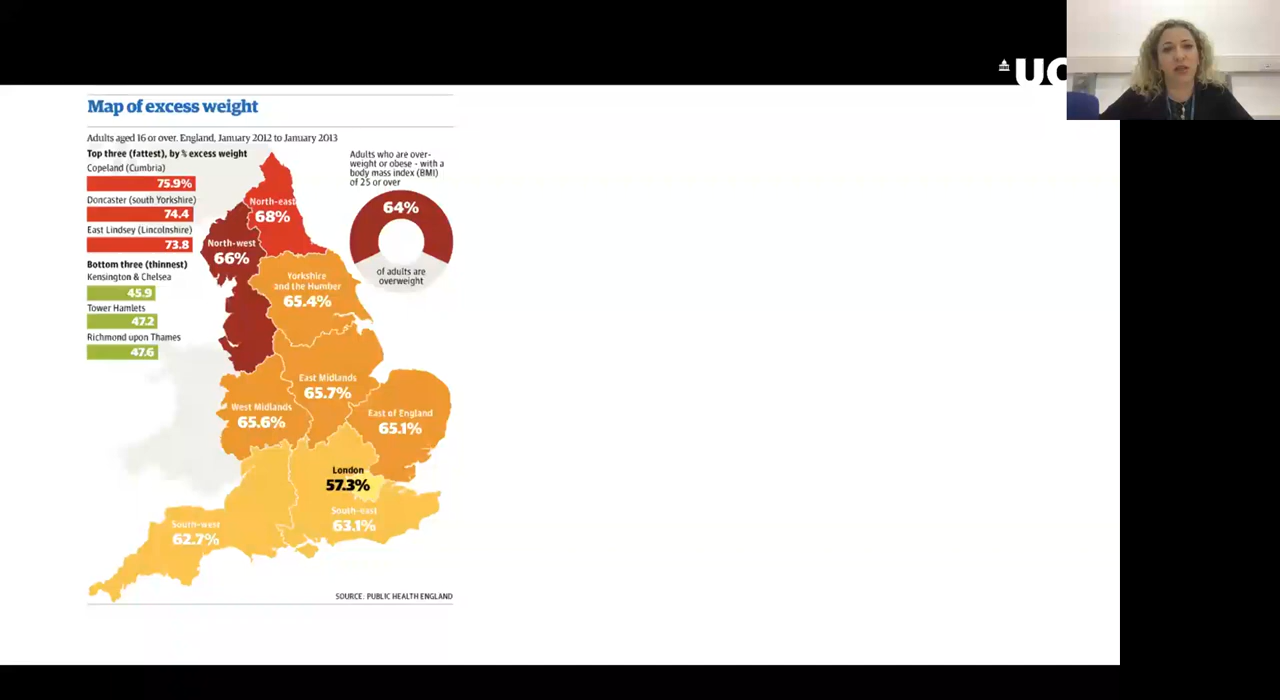 UC
Map of excess weight
Adults aged 16 or over. England, January 2012 to January 2013
Top three (fattest), by % excess weight
Copeland (Cumbria)
75.9%
Doncaster (south Yorkshire)
74.4
East Lindsey (Lincolnshire)
73.8
Bottom three (thinnest)
Kensington & Chelsea
45.9
Tower Hamlets
47.2
Richmond upon Thames
47.6
Adults who are over-
weight or obese - with a
body mass index (BMI)
of 25 or over
64%
of adults are
overweight
North-east
68%
North-west
66%
Yorkshire
and the Humber
65.4%
East Midlands
65.7%
West Midlands
65.6%
East of England
65.1%
London
57.3%
South-east
63.1%
South-west
62.7%
SOURCE: PUBLIC HEALTH ENGLAND